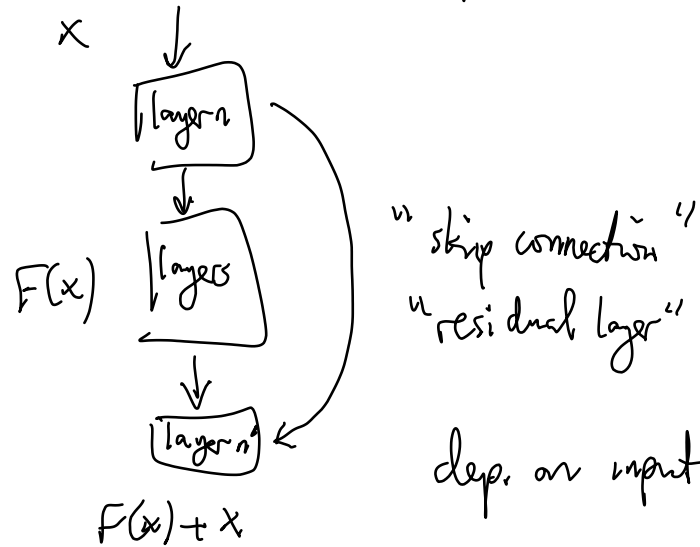 x
layer n
F(x)
layers
"skip connection"
"residual layer"
layer n'
dep. on input
F(x) + x